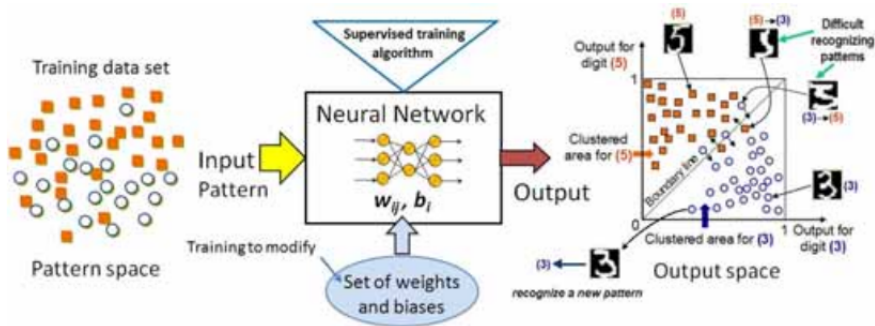 Training data set
Pattern space
Input
Pattern
Supervised training
algorithm
Neural Network
w_ij, b_i
Training to modify
Set of weights
and biases
Output
(5)
(5)→(3)
Difficult
recognizing
patterns
(3)→(5)
Output for
digit (5)
1
Clustered
area for (5)
Boundary line
(3)
0
1
Output for
digit (3)
Clustered area for (3)
(3)
recognize a new pattern
Output space